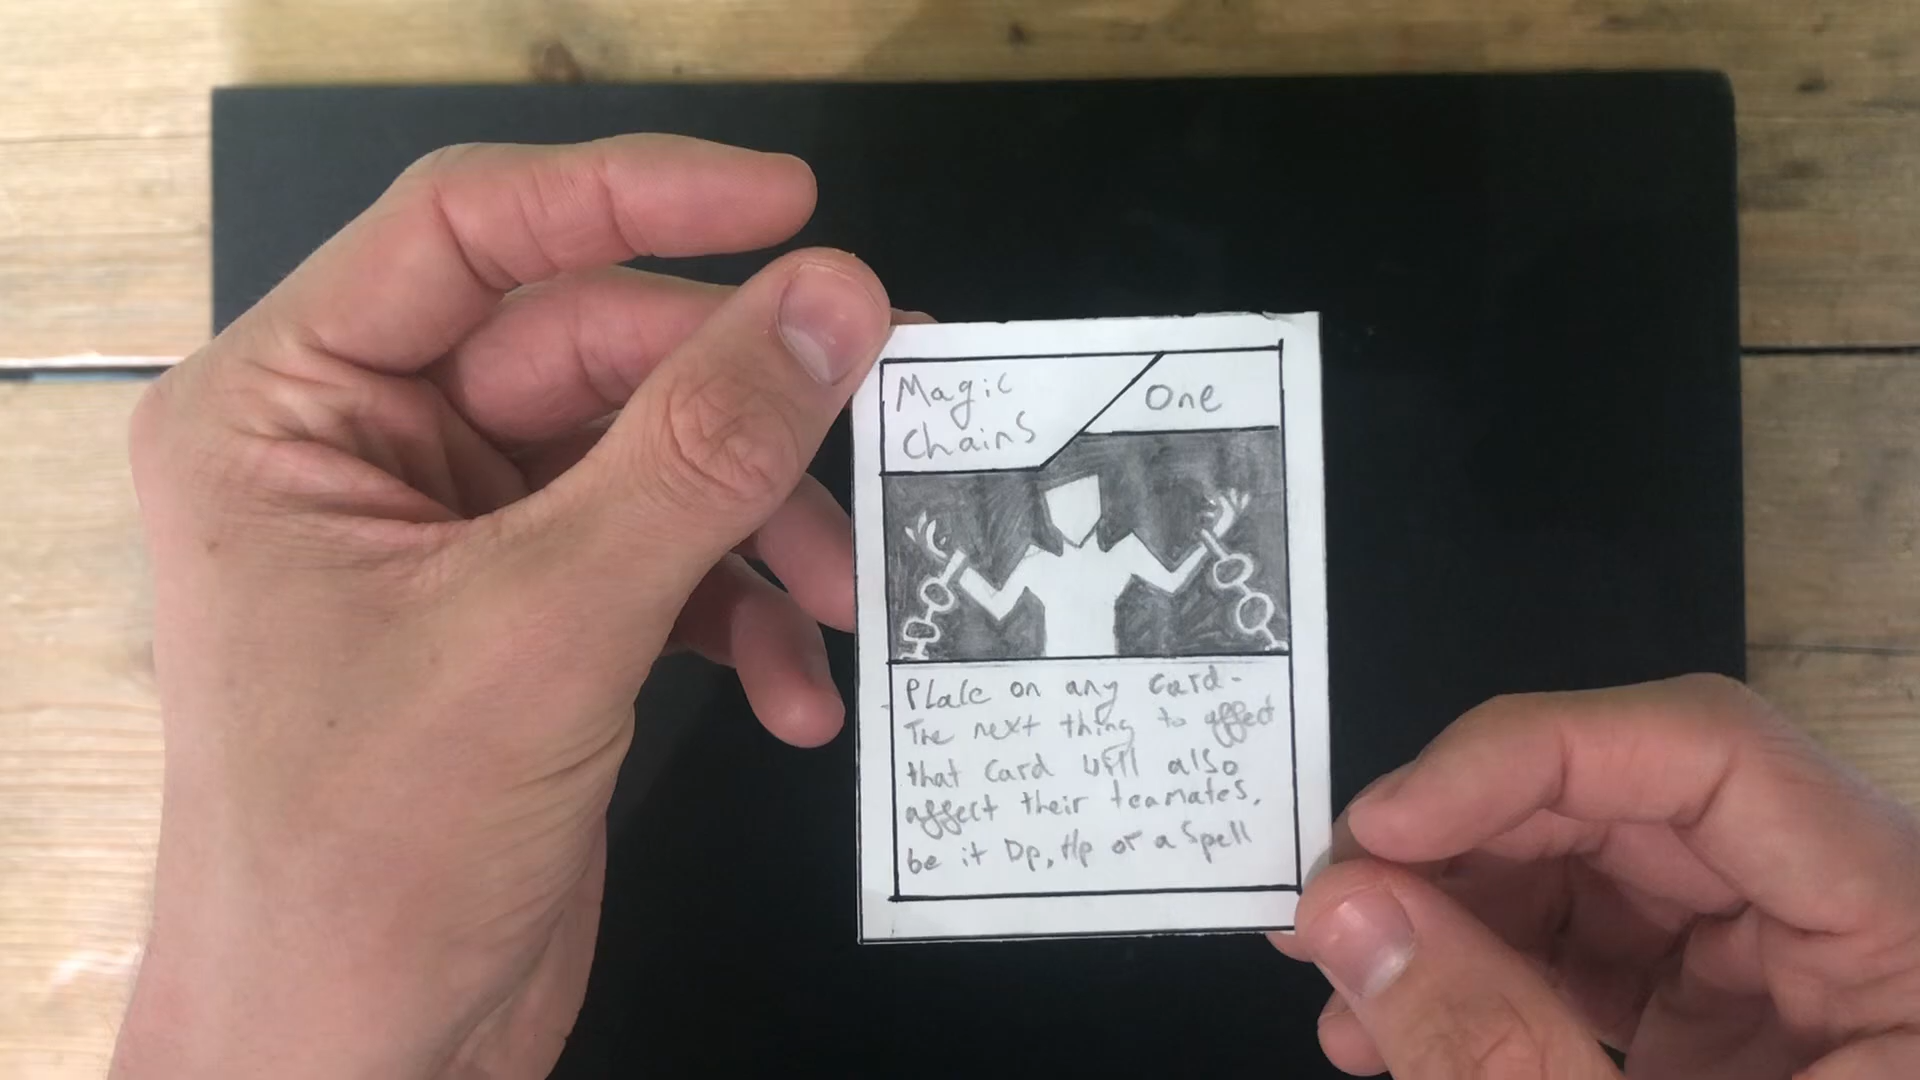 Magic
Chains
One
Place on any card-
The next thing to affect
that card will also
affect their teamates,
be it Dp, Hp or a Spell